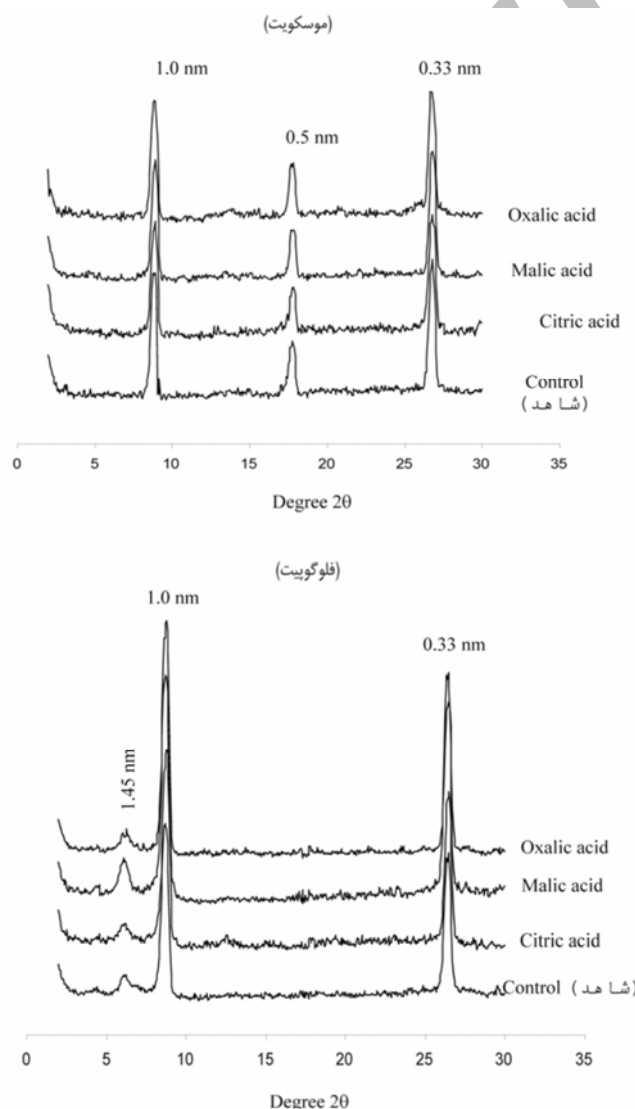 (موسکویت)
1.0 nm
0.33 nm
0.5 nm
Oxalic acid
Malic acid
Citric acid
Control
(شاهد)
0 5 10 15 20 25 30 35
Degree 2θ
(فلوگوپیت)
1.0 nm
0.33 nm
1.45 nm
Oxalic acid
Malic acid
Citric acid
Control (شاهد)
0 5 10 15 20 25 30 35
Degree 2θ